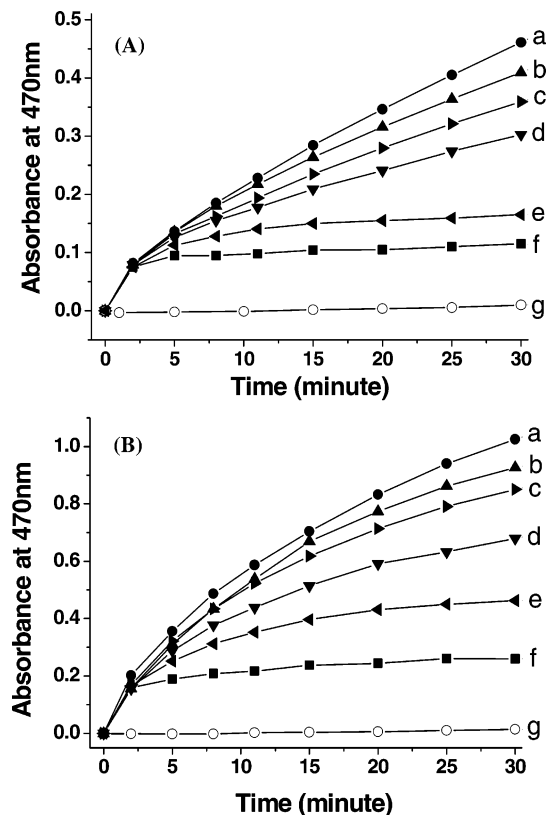 (A)
Absorbance at 470nm
0.5
0.4
0.3
0.2
0.1
0.0
a
b
c
d
e
f
g
0 5 10 15 20 25 30
Time (minute)
(B)
Absorbance at 470nm
1.0
0.8
0.6
0.4
0.2
0.0
a
b
c
d
e
f
g
0 5 10 15 20 25 30
Time (minute)